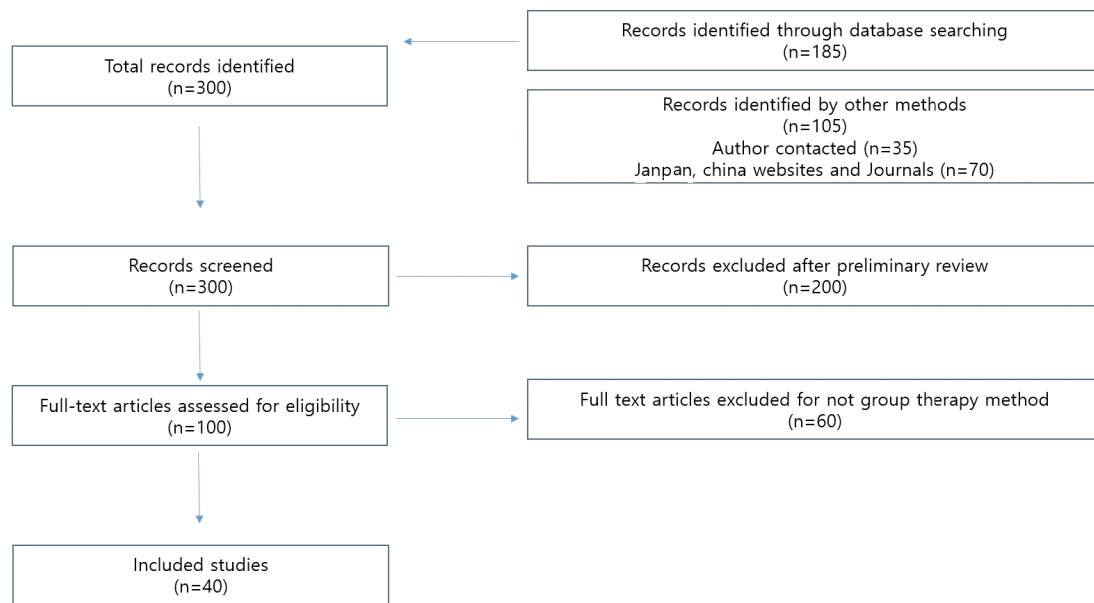 Records identified through database searching
(n=185)
Total records identified
(n=300)
Records identified by other methods
(n=105)
Author contacted (n=35)
Janpan, china websites and Journals (n=70)
Records screened
(n=300)
Records excluded after preliminary review
(n=200)
Full-text articles assessed for eligibility
(n=100)
Full text articles excluded for not group therapy method
(n=60)
Included studies
(n=40)